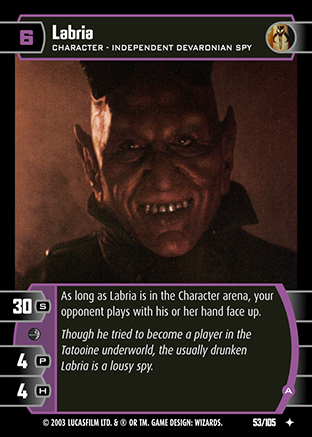 6
Labria
CHARACTER - INDEPENDENT DEVARONIAN SPY
30 S
As long as Labria is in the Character arena, your
opponent plays with his or her hand face up.
Though he tried to become a player in the
4 P
Tatooine underworld, the usually drunken
Labria is a lousy spy.
4 H
A
© 2003 LUCASFILM LTD. & ® OR TM. GAME DESIGN: WIZARDS.
53/105